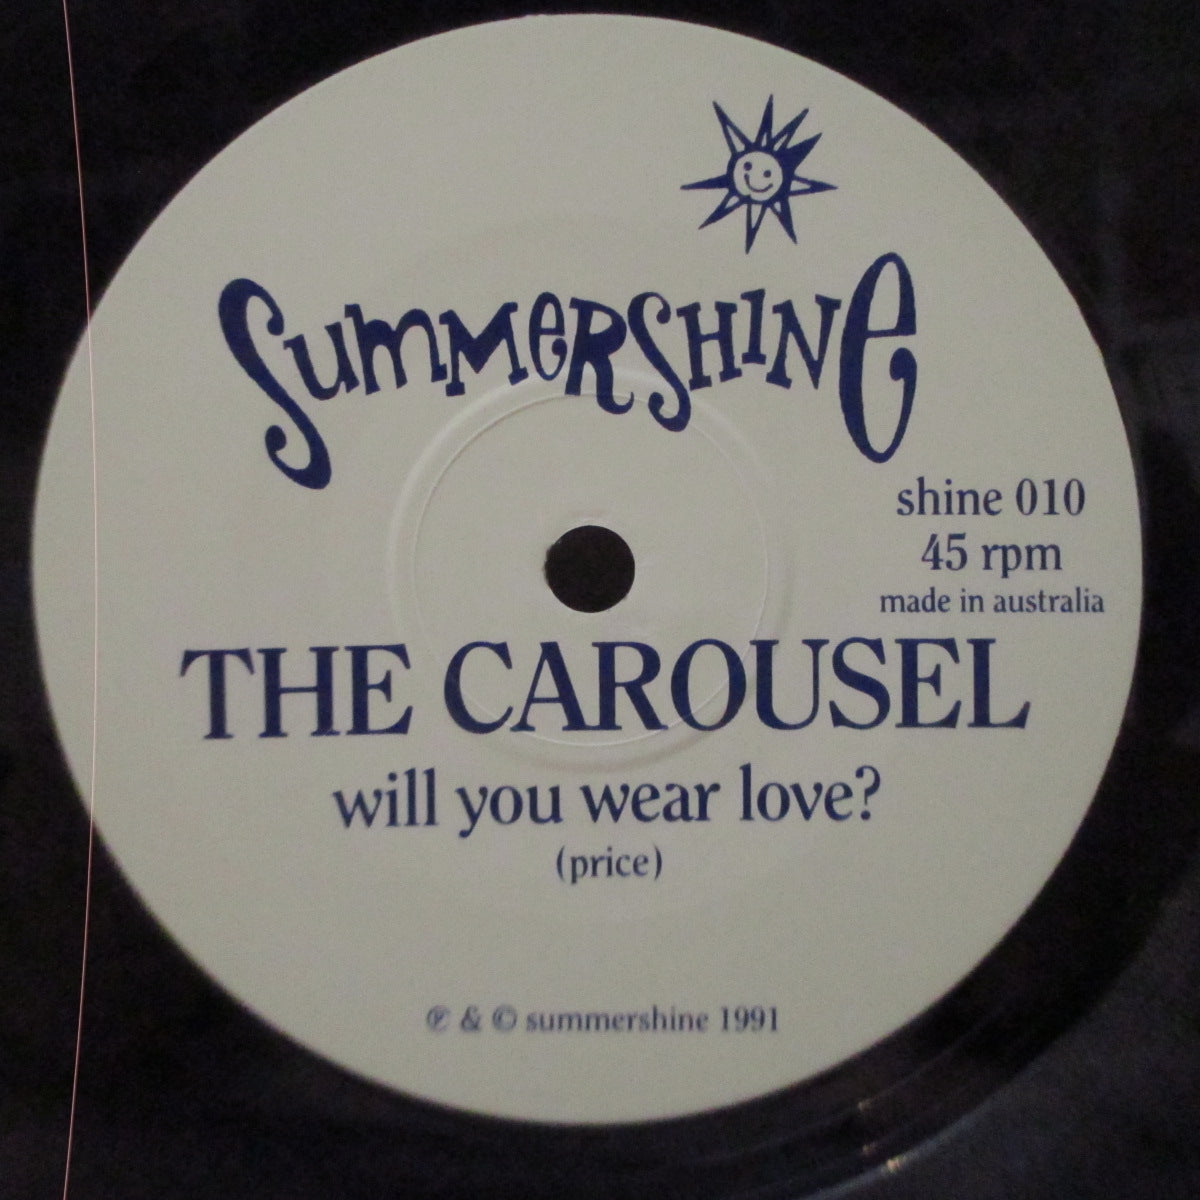 SummeRSHINe
shine 010
45 rpm
made in australia
THE CAROUSEL
will you wear love?
(price)
℗ & © summershine 1991